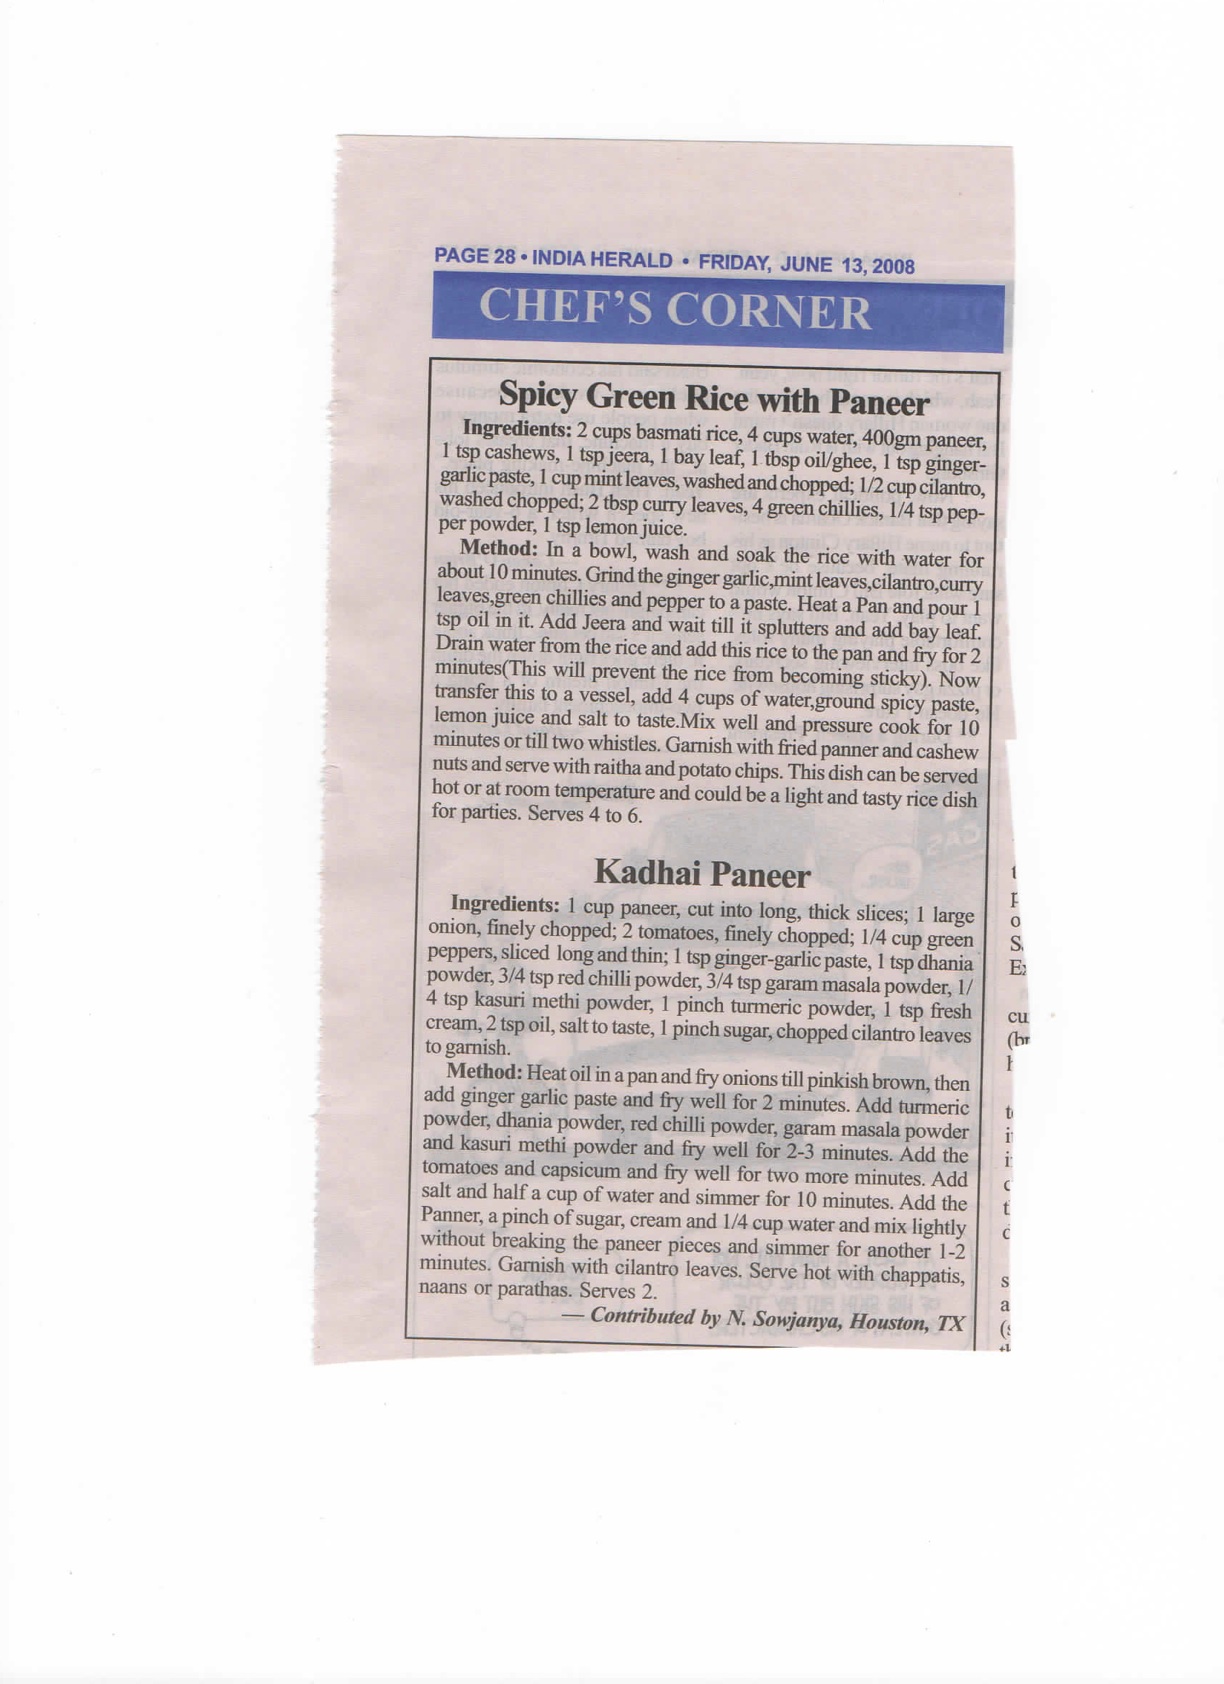 PAGE 28 • INDIA HERALD • FRIDAY, JUNE 13, 2008
CHEF'S CORNER
Spicy Green Rice with Paneer
Ingredients: 2 cups basmati rice, 4 cups water, 400gm paneer,
1 tsp cashews, 1 tsp jeera, 1 bay leaf, 1 tbsp oil/ghee, 1 tsp ginger-
garlic paste, 1 cup mint leaves, washed and chopped; 1/2 cup cilantro,
washed chopped; 2 tbsp curry leaves, 4 green chillies, 1/4 tsp pep-
per powder, 1 tsp lemon juice.
Method: In a bowl, wash and soak the rice with water for
about 10 minutes. Grind the ginger garlic,mint leaves,cilantro,curry
leaves,green chillies and pepper to a paste. Heat a Pan and pour 1
tsp oil in it. Add Jeera and wait till it splutters and add bay leaf.
Drain water from the rice and add this rice to the pan and fry for 2
minutes(This will prevent the rice from becoming sticky). Now
transfer this to a vessel, add 4 cups of water,ground spicy paste,
lemon juice and salt to taste.Mix well and pressure cook for 10
minutes or till two whistles. Garnish with fried panner and cashew
nuts and serve with raitha and potato chips. This dish can be served
hot or at room temperature and could be a light and tasty rice dish
for parties. Serves 4 to 6.
Kadhai Paneer
Ingredients: 1 cup paneer, cut into long, thick slices; 1 large
onion, finely chopped; 2 tomatoes, finely chopped; 1/4 cup green
peppers, sliced long and thin; 1 tsp ginger-garlic paste, 1 tsp dhania
powder, 3/4 tsp red chilli powder, 3/4 tsp garam masala powder, 1/
4 tsp kasuri methi powder, 1 pinch turmeric powder, 1 tsp fresh
cream, 2 tsp oil, salt to taste, 1 pinch sugar, chopped cilantro leaves
to garnish.
Method: Heat oil in a pan and fry onions till pinkish brown, then
add ginger garlic paste and fry well for 2 minutes. Add turmeric
powder, dhania powder, red chilli powder, garam masala powder
and kasuri methi powder and fry well for 2-3 minutes. Add the
tomatoes and capsicum and fry well for two more minutes. Add
salt and half a cup of water and simmer for 10 minutes. Add the
Panner, a pinch of sugar, cream and 1/4 cup water and mix lightly
without breaking the paneer pieces and simmer for another 1-2
minutes. Garnish with cilantro leaves. Serve hot with chappatis,
naans or parathas. Serves 2.
— Contributed by N. Sowjanya, Houston, TX